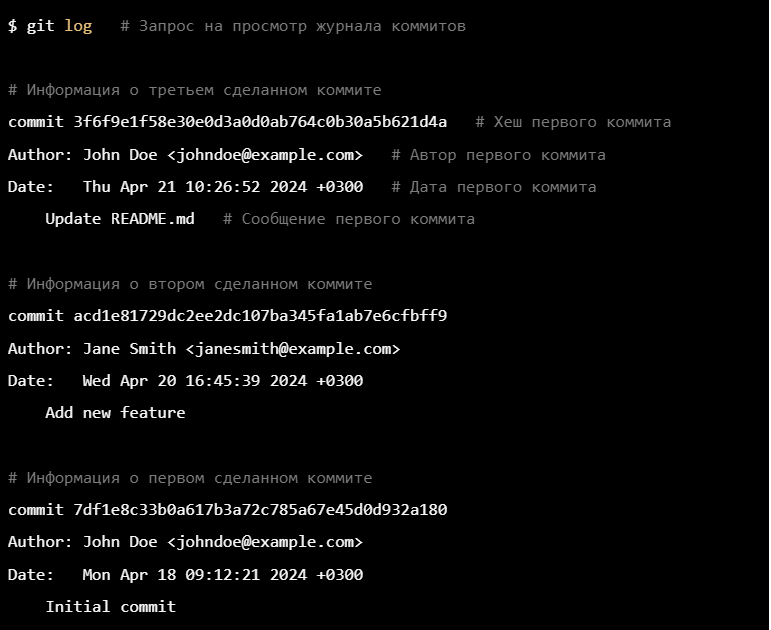 $ git log   # Запрос на просмотр журнала коммитов
# Информация о третьем сделанном коммите
commit 3f6f9e1f58e30e0d3a0d0ab764c0b30a5b621d4a   # Хеш первого коммита
Author: John Doe <johndoe@example.com>   # Автор первого коммита
Date:   Thu Apr 21 10:26:52 2024 +0300   # Дата первого коммита
    Update README.md   # Сообщение первого коммита
# Информация о втором сделанном коммите
commit acd1e81729dc2ee2dc107ba345fa1ab7e6cfbff9
Author: Jane Smith <janesmith@example.com>
Date:   Wed Apr 20 16:45:39 2024 +0300
    Add new feature
# Информация о первом сделанном коммите
commit 7df1e8c33b0a617b3a72c785a67e45d0d932a180
Author: John Doe <johndoe@example.com>
Date:   Mon Apr 18 09:12:21 2024 +0300
    Initial commit